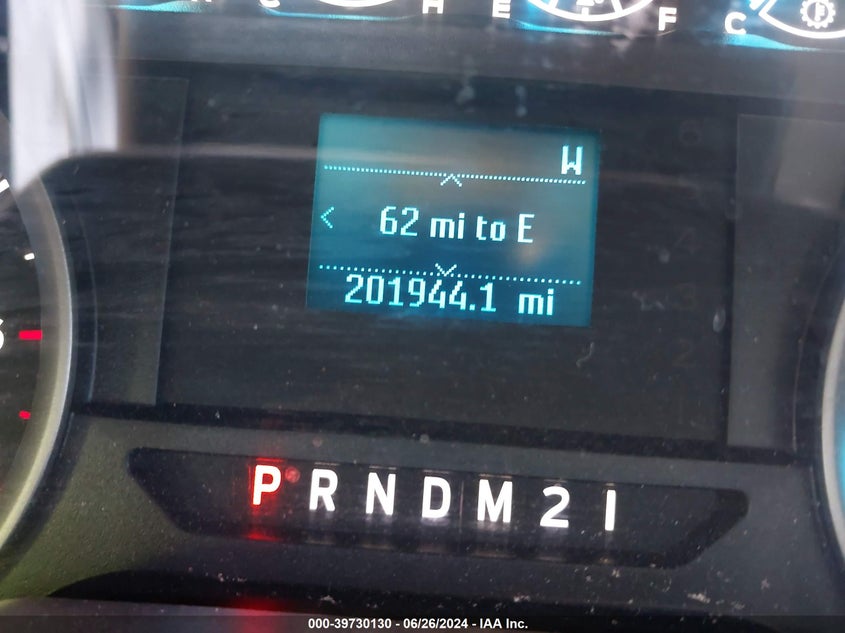 C H E F C
W
62 mi to E
201944.1 mi
P R N D M 2 1
000-39730130 - 06/26/2024 - IAA Inc.